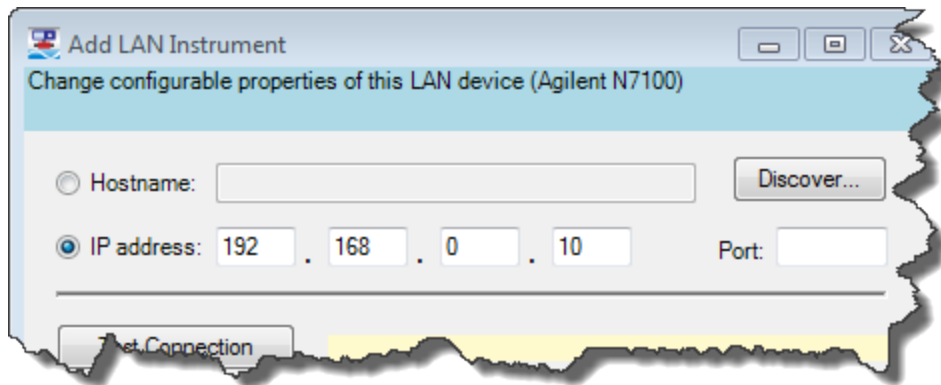 Add LAN Instrument
Change configurable properties of this LAN device (Agilent N7100)
Hostname:
Discover...
IP address: 192 . 168 . 0 . 10 Port:
Test Connection